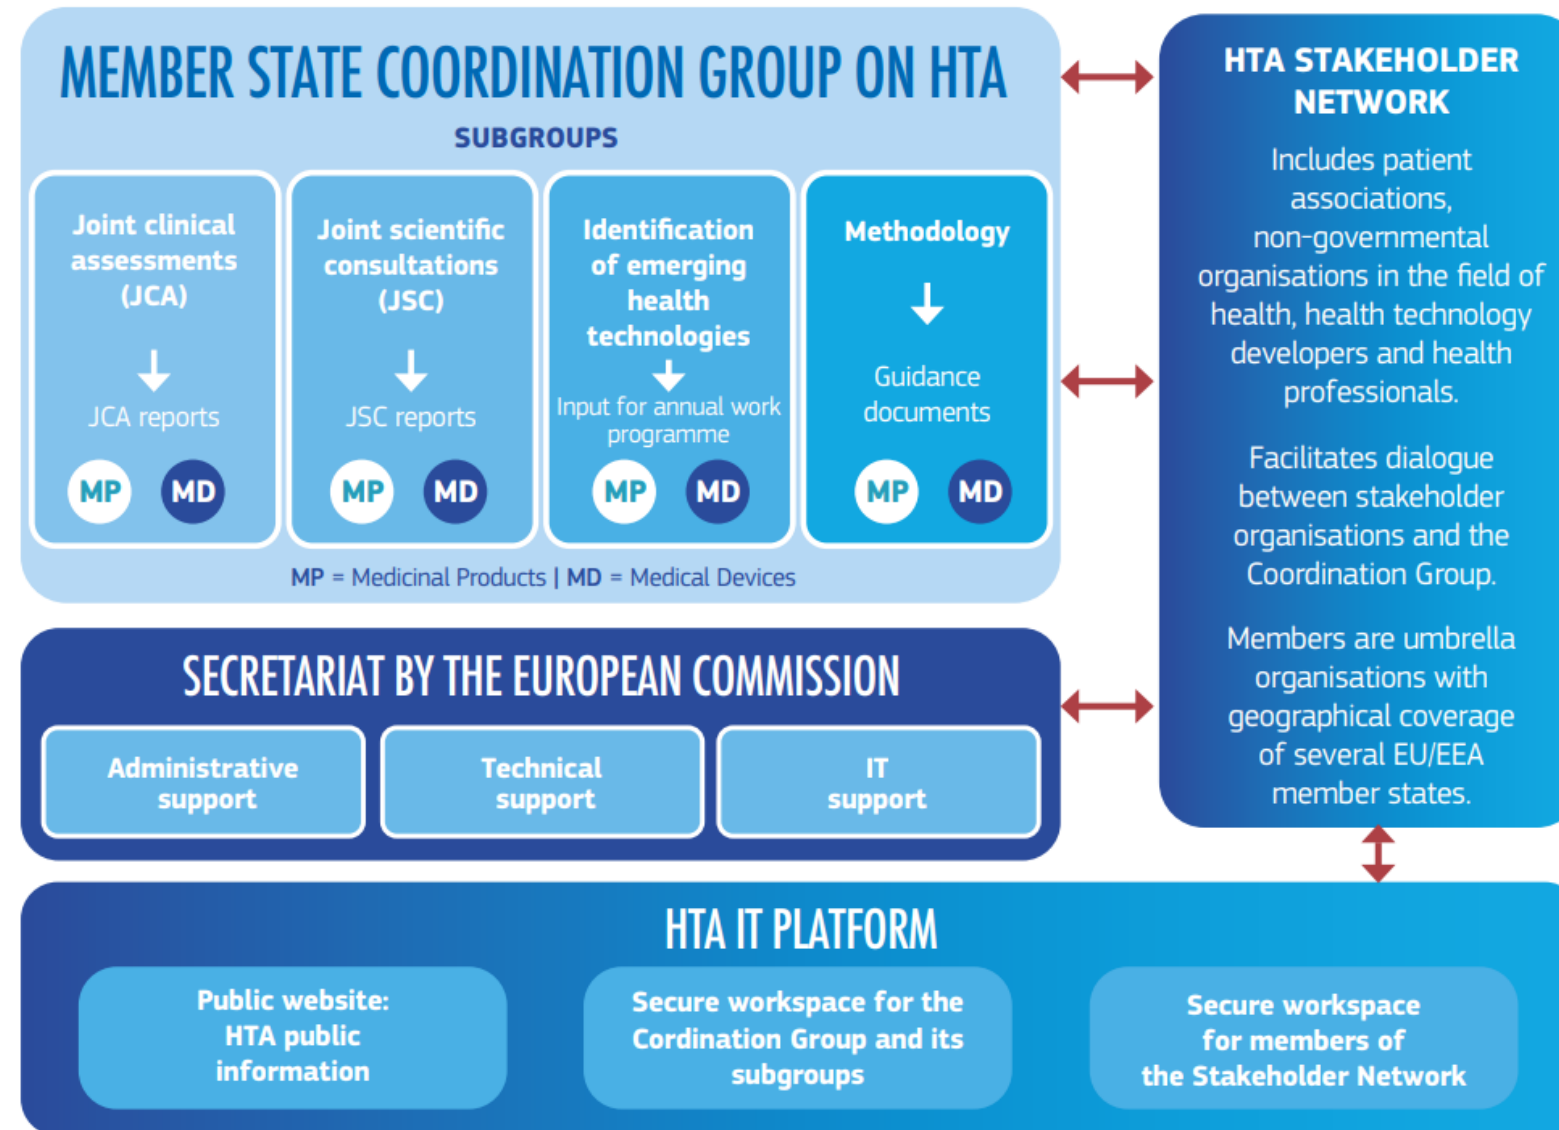 MEMBER STATE COORDINATION GROUP ON HTA
SUBGROUPS
Joint clinical
assessments
(JCA)
JCA reports
MP MD
Joint scientific
consultations
(JSC)
JSC reports
MP MD
Identification
of emerging
health
technologies
Input for annual work
programme
MP MD
Methodology
Guidance
documents
MP MD
MP = Medicinal Products | MD = Medical Devices
HTA STAKEHOLDER
NETWORK
Includes patient
associations,
non-governmental
organisations in the field of
health, health technology
developers and health
professionals.
Facilitates dialogue
between stakeholder
organisations and the
Coordination Group.
Members are umbrella
organisations with
geographical coverage
of several EU/EEA
member states.
SECRETARIAT BY THE EUROPEAN COMMISSION
Administrative
support
Technical
support
IT
support
HTA IT PLATFORM
Public website:
HTA public
information
Secure workspace for the
Cordination Group and its
subgroups
Secure workspace
for members of
the Stakeholder Network